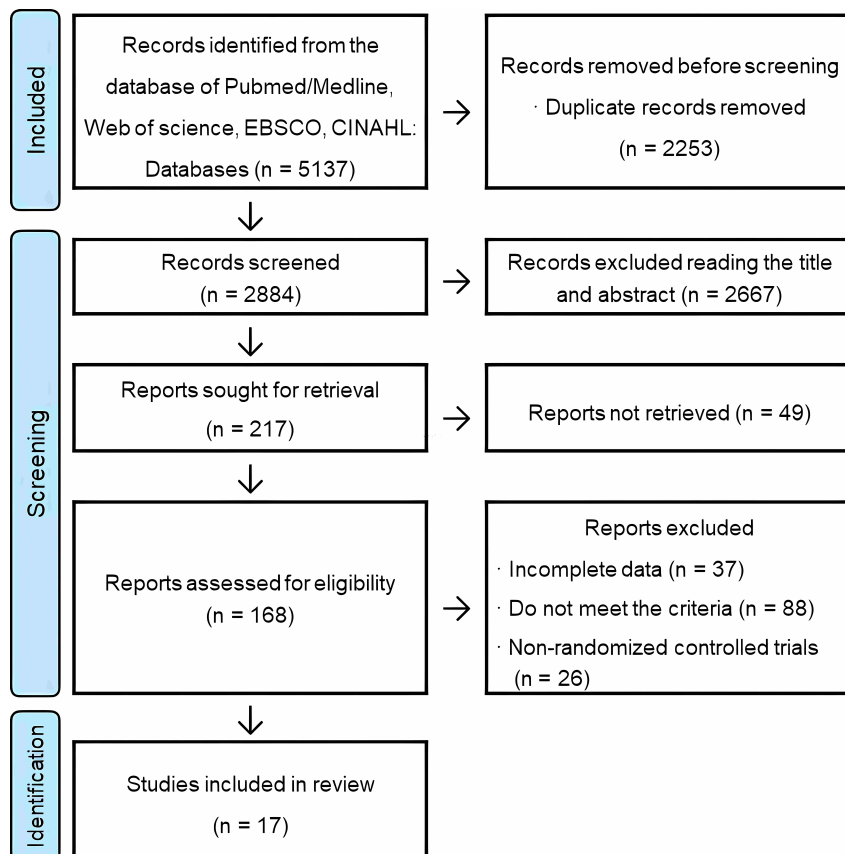 Included
Records identified from the
database of Pubmed/Medline,
Web of science, EBSCO, CINAHL:
Databases (n = 5137)
Records removed before screening
· Duplicate records removed
(n = 2253)
Screening
Records screened
(n = 2884)
Records excluded reading the title
and abstract (n = 2667)
Reports sought for retrieval
(n = 217)
Reports not retrieved (n = 49)
Reports assessed for eligibility
(n = 168)
Reports excluded
· Incomplete data (n = 37)
· Do not meet the criteria (n = 88)
· Non-randomized controlled trials
(n = 26)
Identification
Studies included in review
(n = 17)